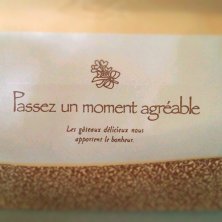 Passez un moment agréable
Les gâteaux délicieux nous
apportent le bonheur.